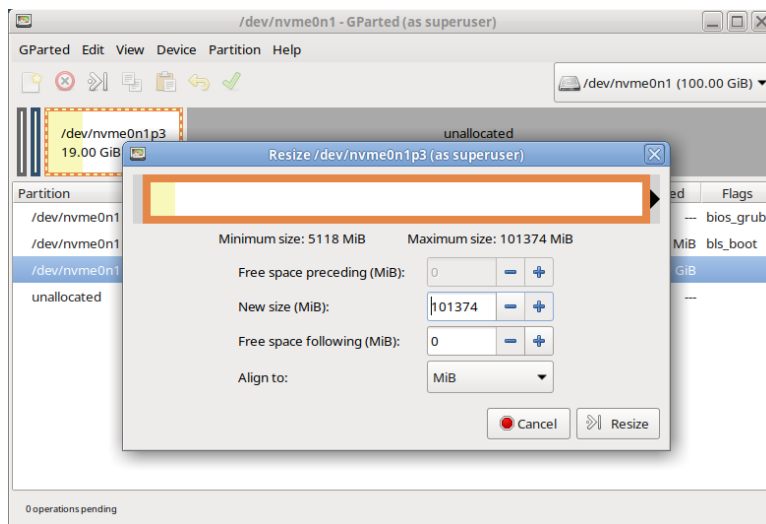 /dev/nvme0n1 - GParted (as superuser)
GParted Edit View Device Partition Help
/dev/nvme0n1 (100.00 GiB)
/dev/nvme0n1p3
19.00 GiB
unallocated
Resize /dev/nvme0n1p3 (as superuser)
Partition
ed Flags
/dev/nvme0n1 --- bios_grub
/dev/nvme0n1 MiB bls_boot
/dev/nvme0n1 GiB
unallocated ---
Minimum size: 5118 MiB Maximum size: 101374 MiB
Free space preceding (MiB): 0
New size (MiB): 101374
Free space following (MiB): 0
Align to: MiB
Cancel Resize
0 operations pending